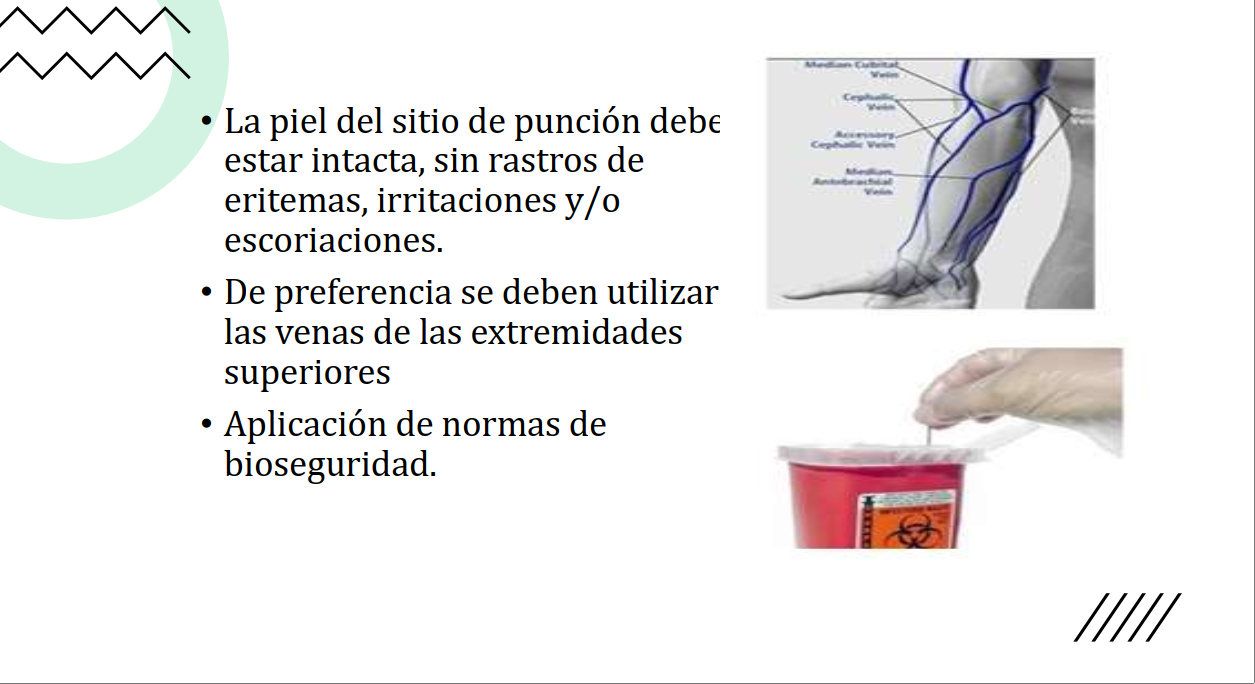 • La piel del sitio de punción debe
estar intacta, sin rastros de
eritemas, irritaciones y/o
escoriaciones.
• De preferencia se deben utilizar
las venas de las extremidades
superiores
• Aplicación de normas de
bioseguridad.
Median Cubital
Vein
Cephalic
Vein
Accessory
Cephalic Vein
Median
Antebrachial
Vein